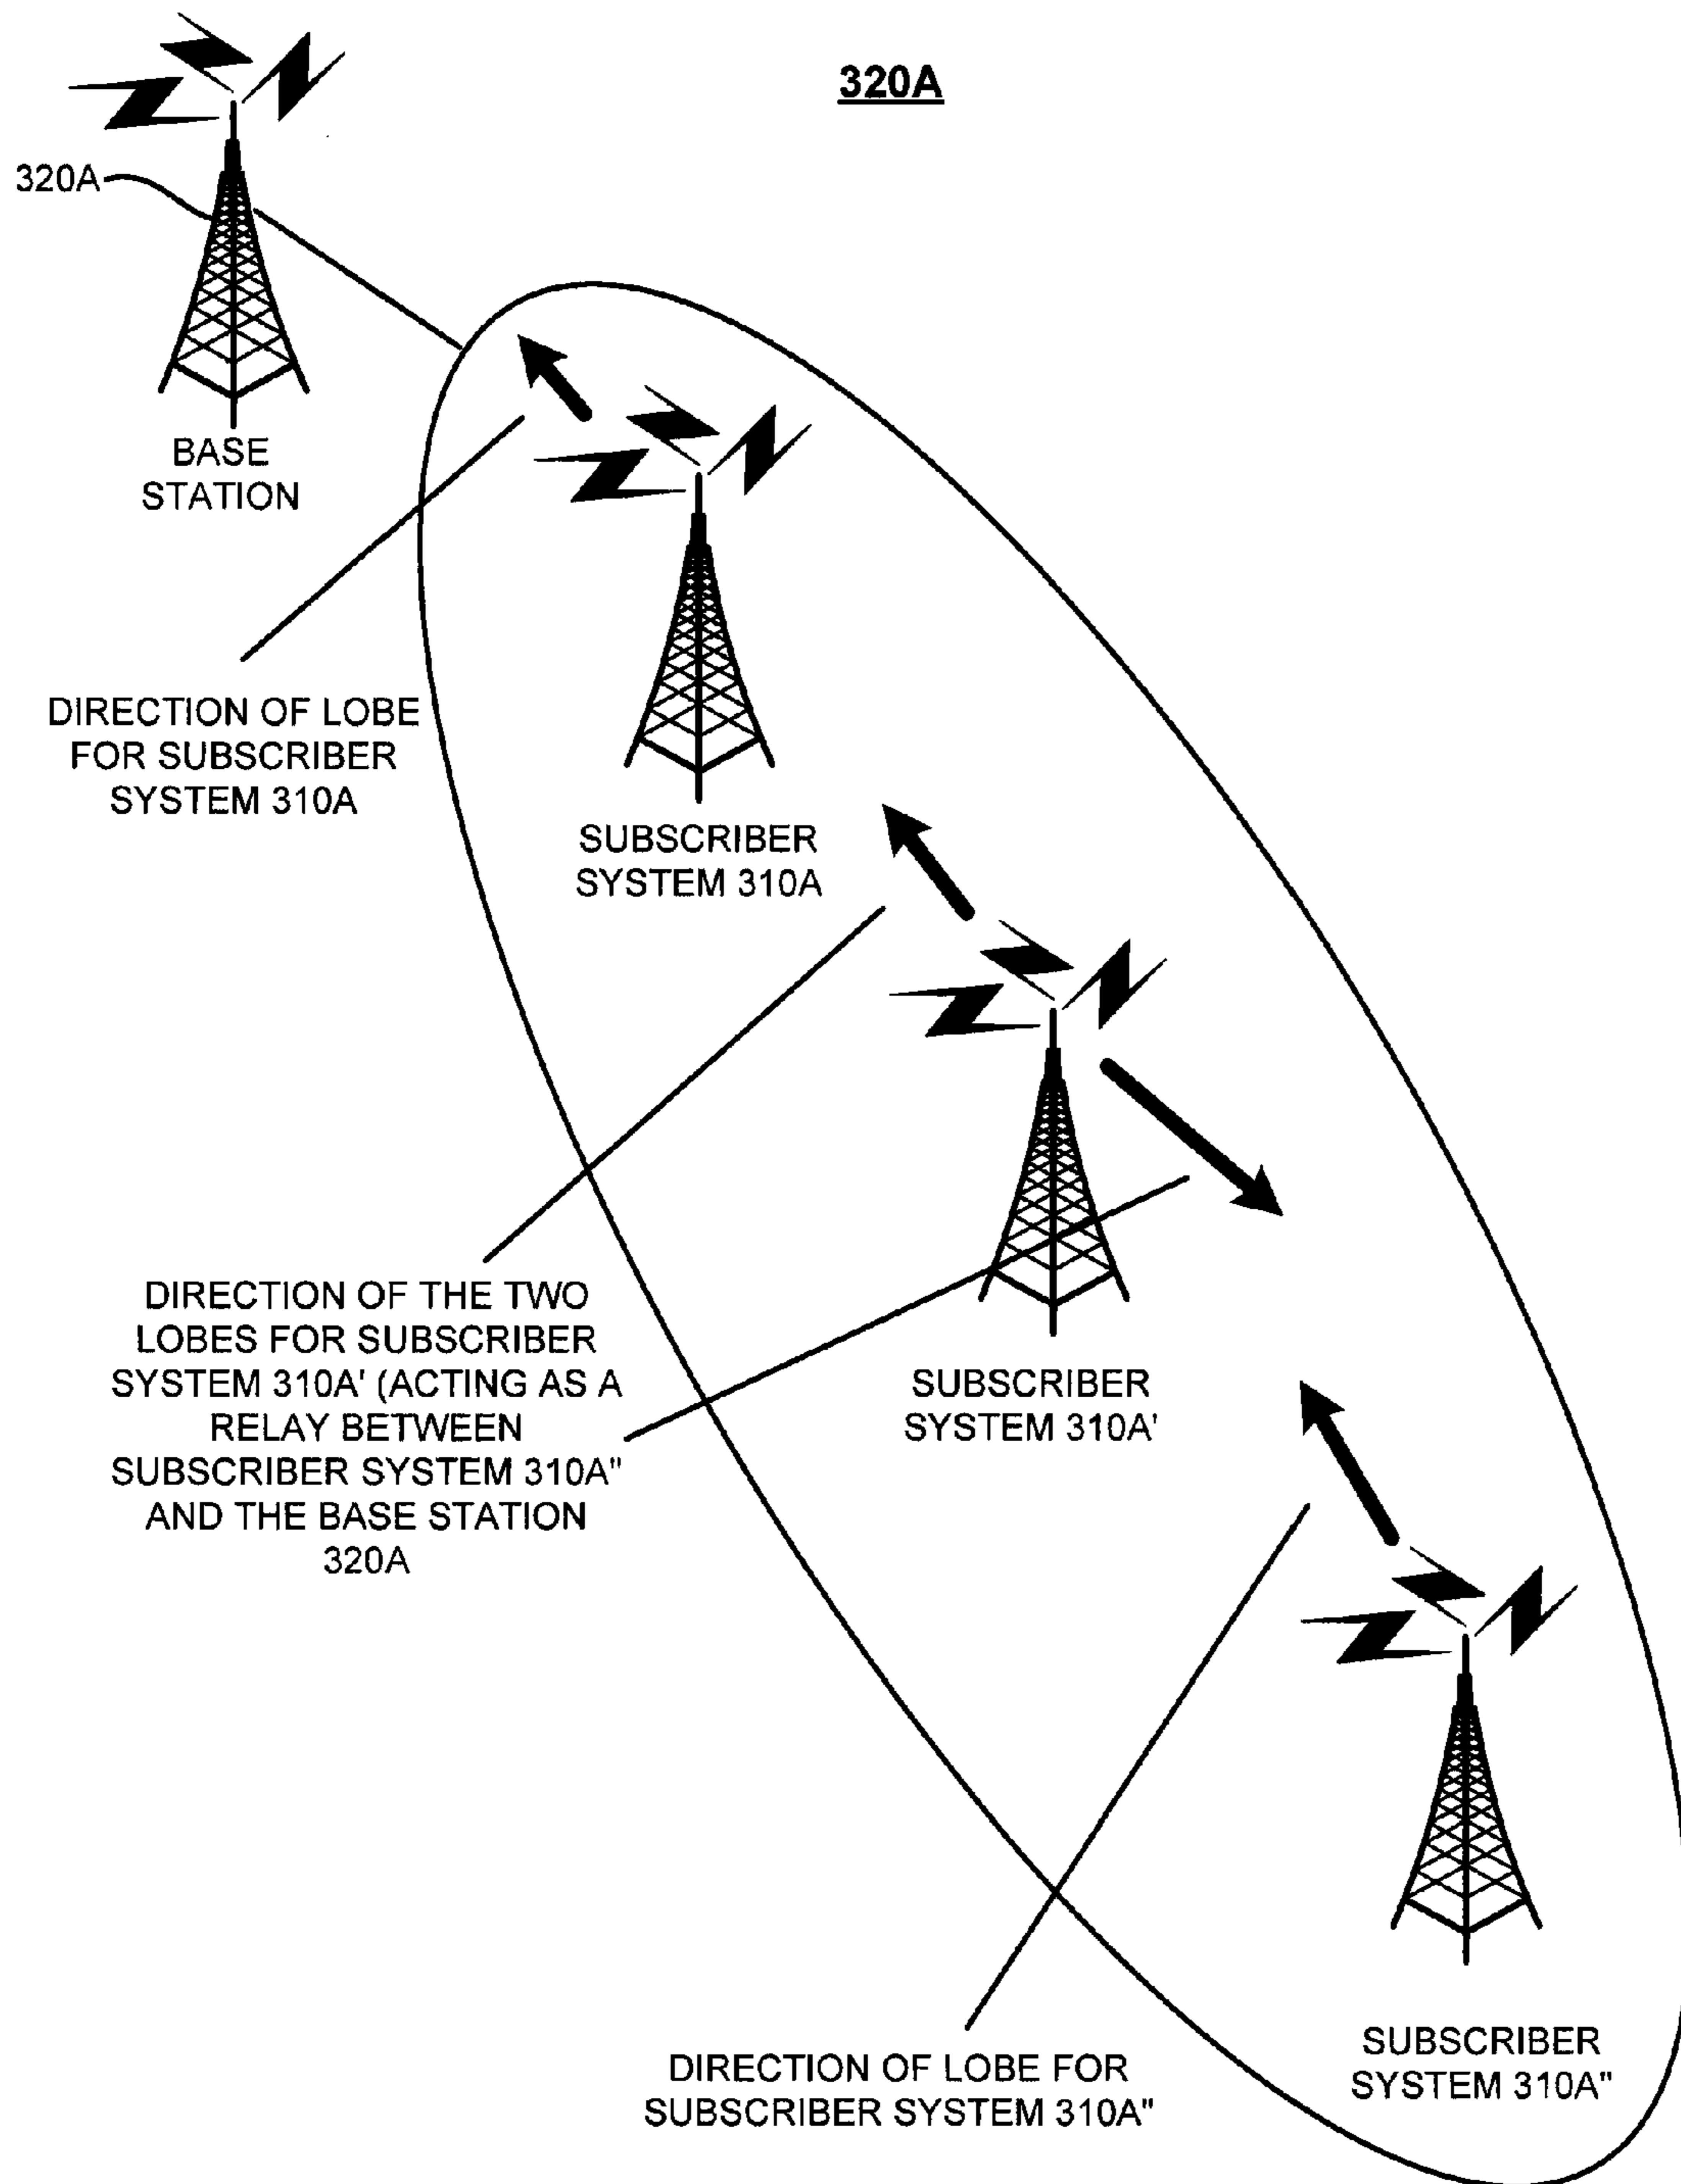 320A
320A
BASE
STATION
DIRECTION OF LOBE
FOR SUBSCRIBER
SYSTEM 310A
SUBSCRIBER
SYSTEM 310A
DIRECTION OF THE TWO
LOBES FOR SUBSCRIBER
SYSTEM 310A' (ACTING AS A
RELAY BETWEEN
SUBSCRIBER SYSTEM 310A"
AND THE BASE STATION
320A
SUBSCRIBER
SYSTEM 310A'
DIRECTION OF LOBE FOR
SUBSCRIBER SYSTEM 310A"
SUBSCRIBER
SYSTEM 310A"